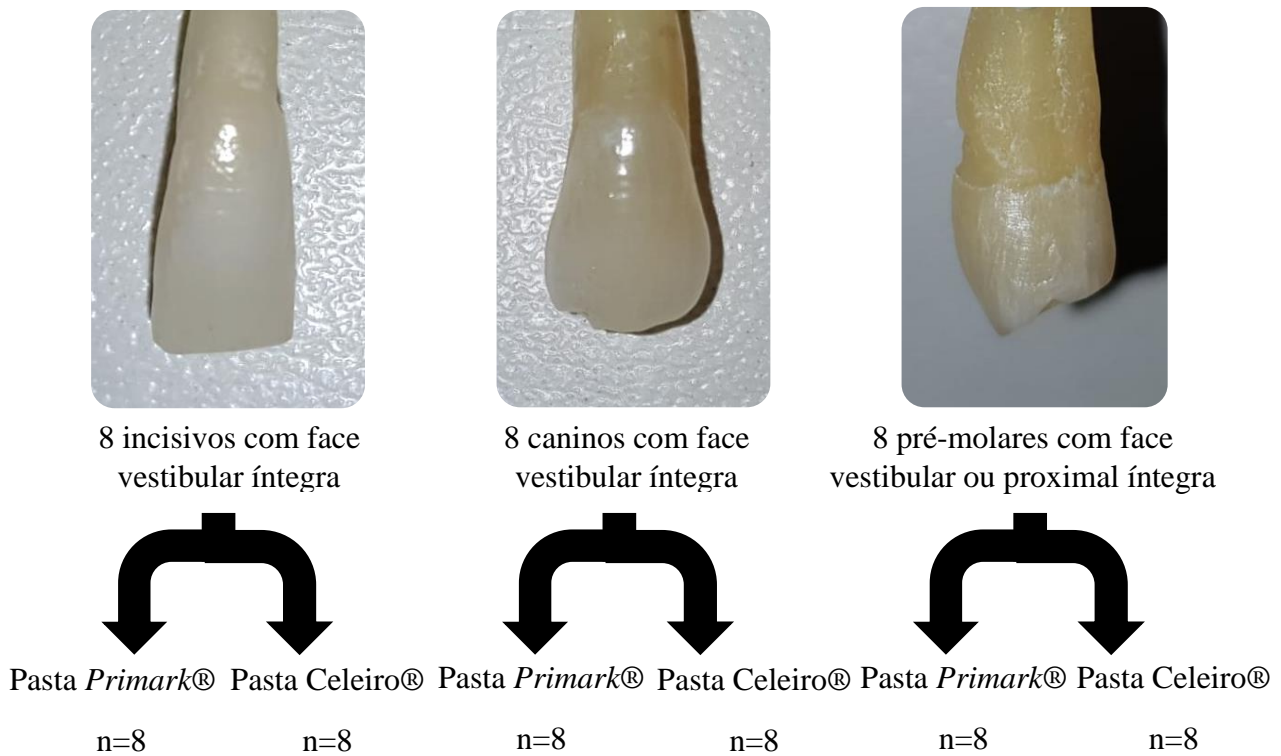 8 incisivos com face
vestibular íntegra
8 caninos com face
vestibular íntegra
8 pré-molares com face
vestibular ou proximal íntegra
Pasta Primark® Pasta Celeiro® Pasta Primark® Pasta Celeiro® Pasta Primark® Pasta Celeiro®
n=8 n=8 n=8 n=8 n=8 n=8